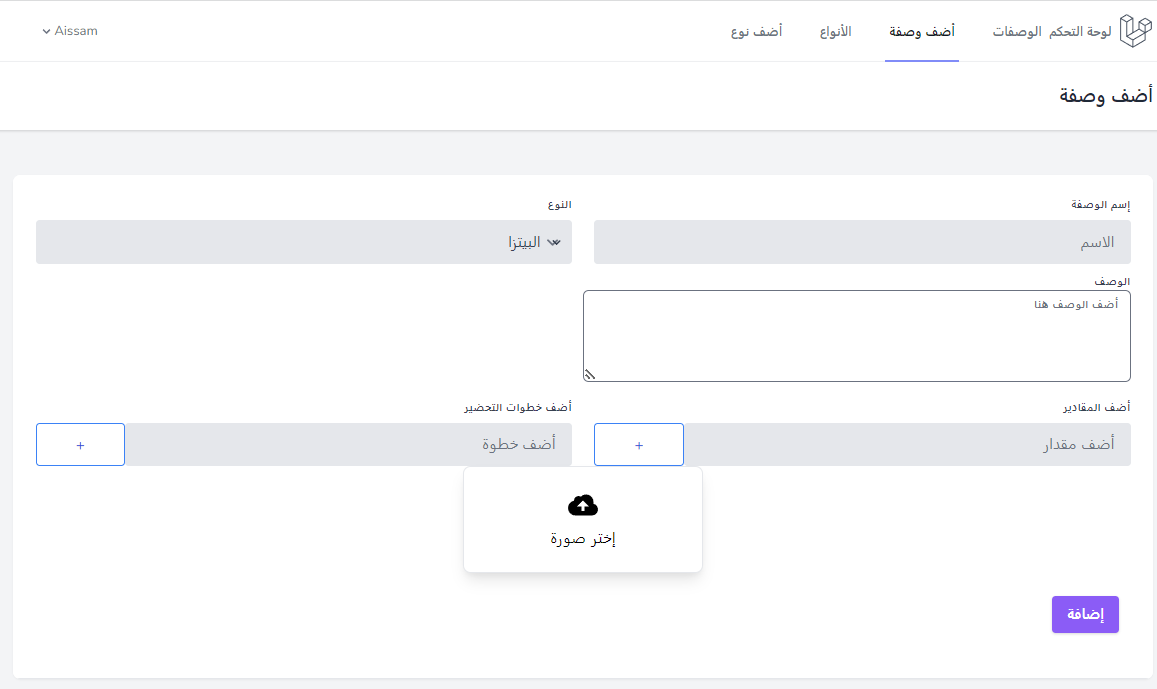 لوحة التحكم الوصفات أضف وصفة الأنواع أضف نوع Aissam
أضف وصفة
إسم الوصفة النوع
الاسم البيتزا
الوصف
أضف الوصف هنا
أضف المقادير أضف خطوات التحضير
أضف مقدار + أضف خطوة +
إختر صورة
إضافة